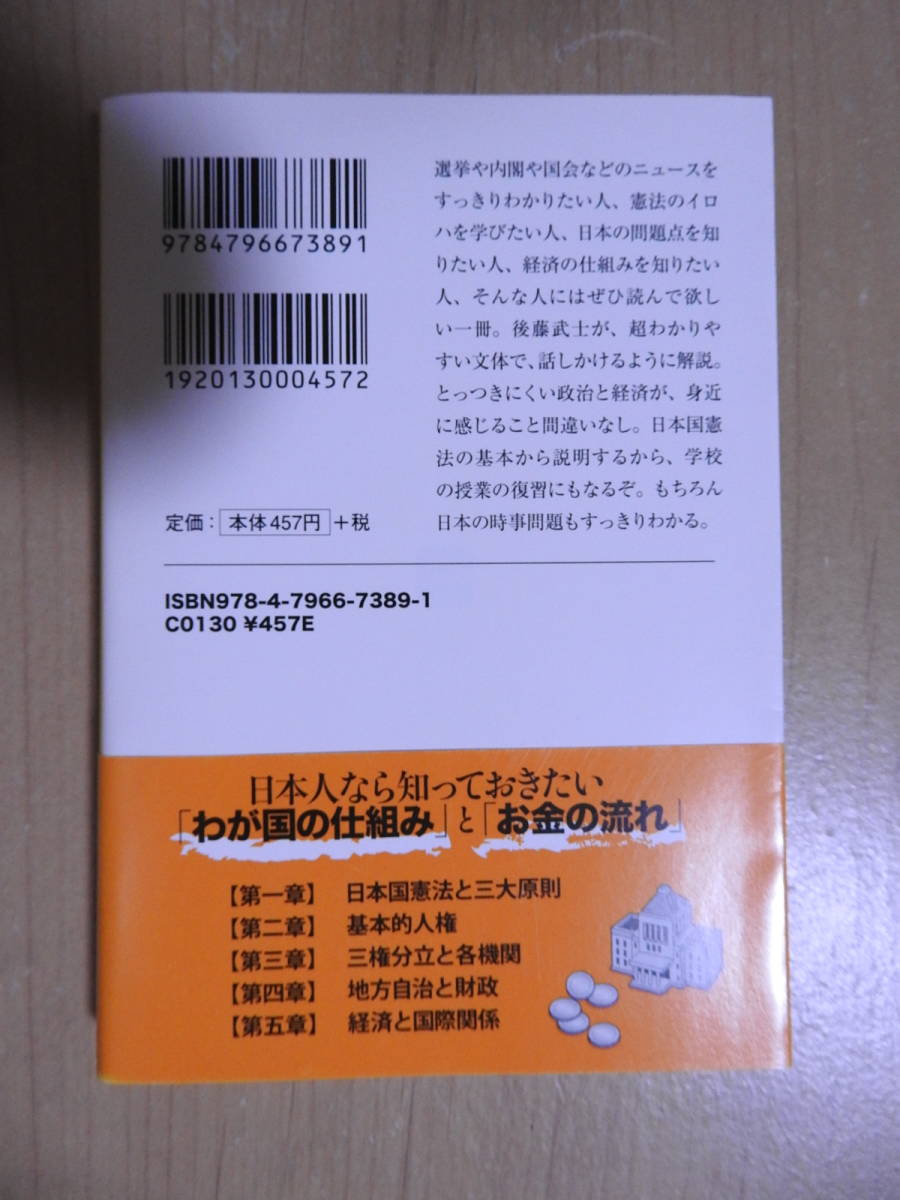 9784796673891
1920130004572
定価：本体457円+税
選挙や内閣や国会などのニュースを
すっきりわかりたい人、憲法のイロ
ハを学びたい人、日本の問題点を知
りたい人、経済の仕組みを知りたい
人、そんな人にはぜひ読んで欲し
い一冊。後藤武士が、超わかりや
すい文体で、話しかけるように解説。
とっつきにくい政治と経済が、身近
に感じること間違いなし。日本国憲
法の基本から説明するから、学校
の授業の復習にもなるぞ。もちろん
日本の時事問題もすっきりわかる。
ISBN978-4-7966-7389-1
C0130 ¥457E
日本人なら知っておきたい
「わが国の仕組み」と「お金の流れ」
【第一章】 日本国憲法と三大原則
【第二章】 基本的人権
【第三章】 三権分立と各機関
【第四章】 地方自治と財政
【第五章】 経済と国際関係